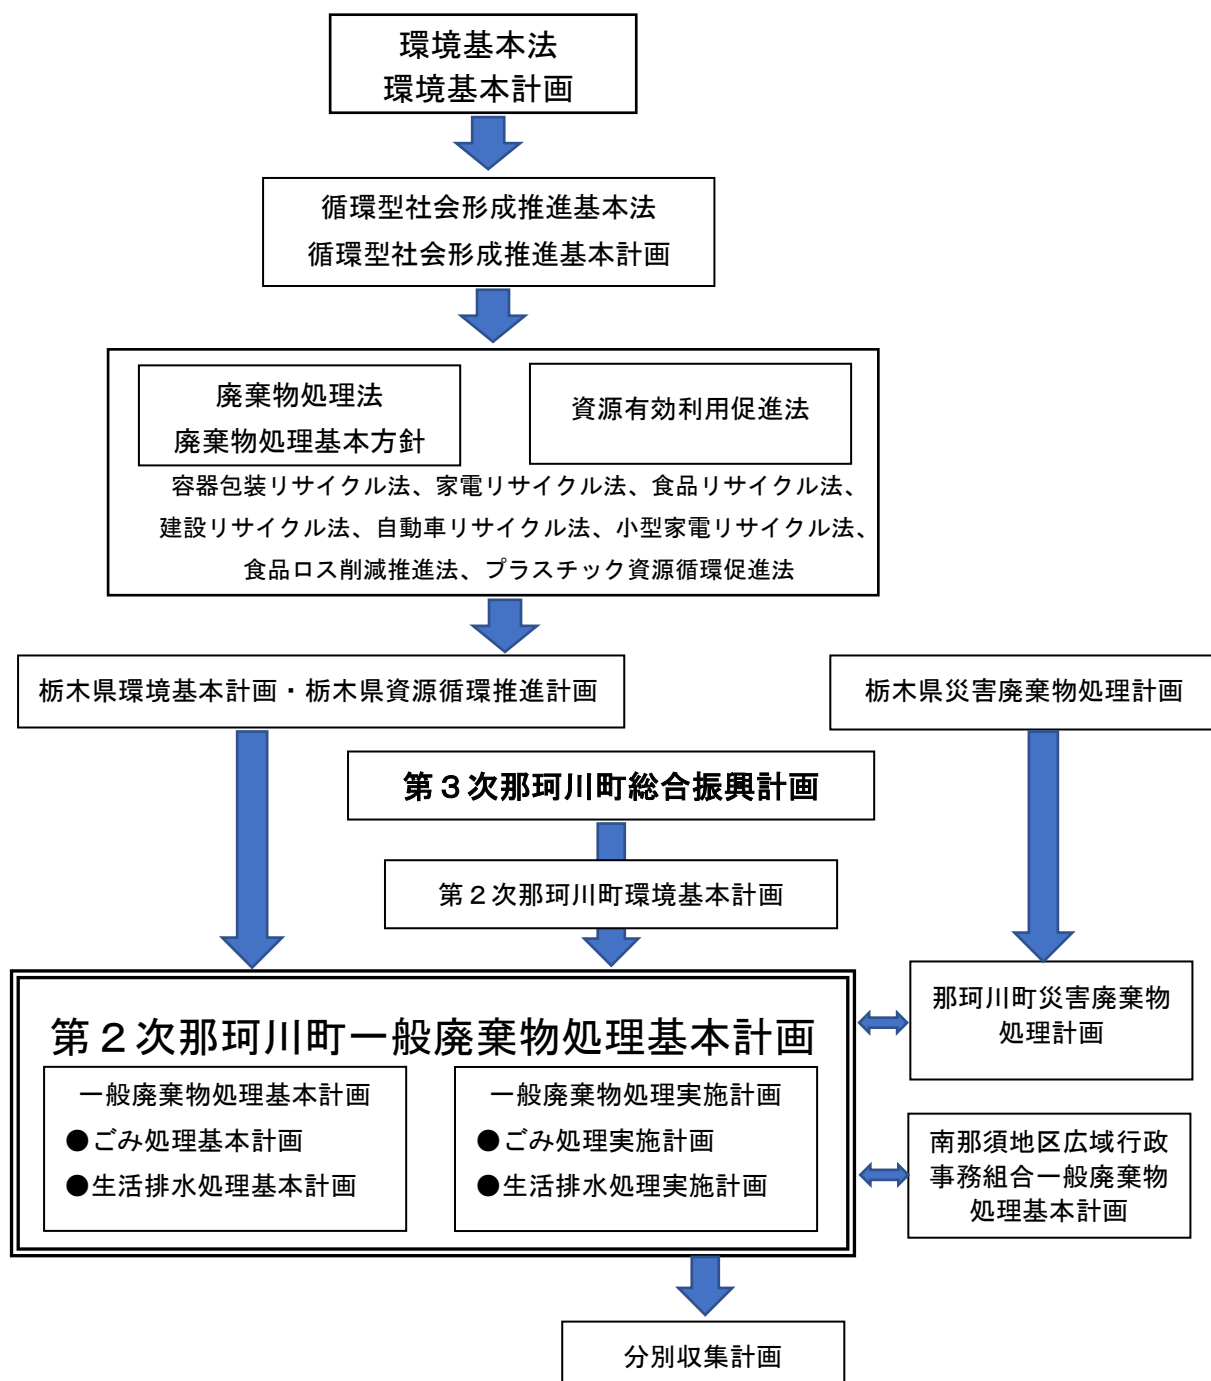 環境基本法
環境基本計画
循環型社会形成推進基本法
循環型社会形成推進基本計画
廃棄物処理法
廃棄物処理基本方針
資源有効利用促進法
容器包装リサイクル法、家電リサイクル法、食品リサイクル法、
建設リサイクル法、自動車リサイクル法、小型家電リサイクル法、
食品ロス削減推進法、プラスチック資源循環促進法
栃木県環境基本計画・栃木県資源循環推進計画
栃木県災害廃棄物処理計画
第3次那珂川町総合振興計画
第2次那珂川町環境基本計画
第2次那珂川町一般廃棄物処理基本計画
一般廃棄物処理基本計画
●ごみ処理基本計画
●生活排水処理基本計画
一般廃棄物処理実施計画
●ごみ処理実施計画
●生活排水処理実施計画
那珂川町災害廃棄物
処理計画
南那須地区広域行政
事務組合一般廃棄物
処理基本計画
分別収集計画